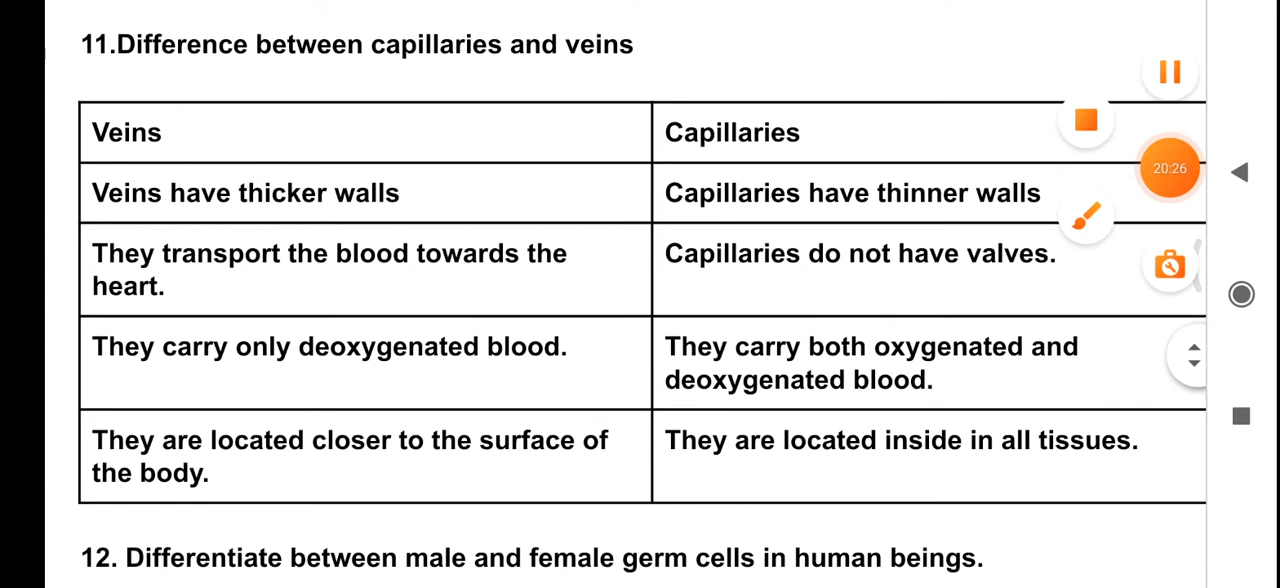 11.Difference between capillaries and veins
Veins
Capillaries
Veins have thicker walls
Capillaries have thinner walls
They transport the blood towards the
heart.
Capillaries do not have valves.
They carry only deoxygenated blood.
They carry both oxygenated and
deoxygenated blood.
They are located closer to the surface of
the body.
They are located inside in all tissues.
12. Differentiate between male and female germ cells in human beings.
20:26